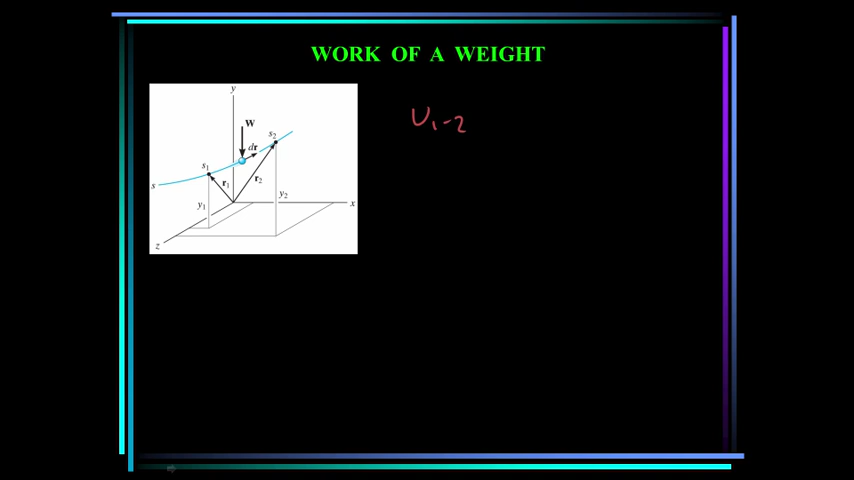 WORK OF A WEIGHT
y
W
s₂
dr
s₁
r₁
r₂
s
y₂
y₁
x
z
U₁₋₂